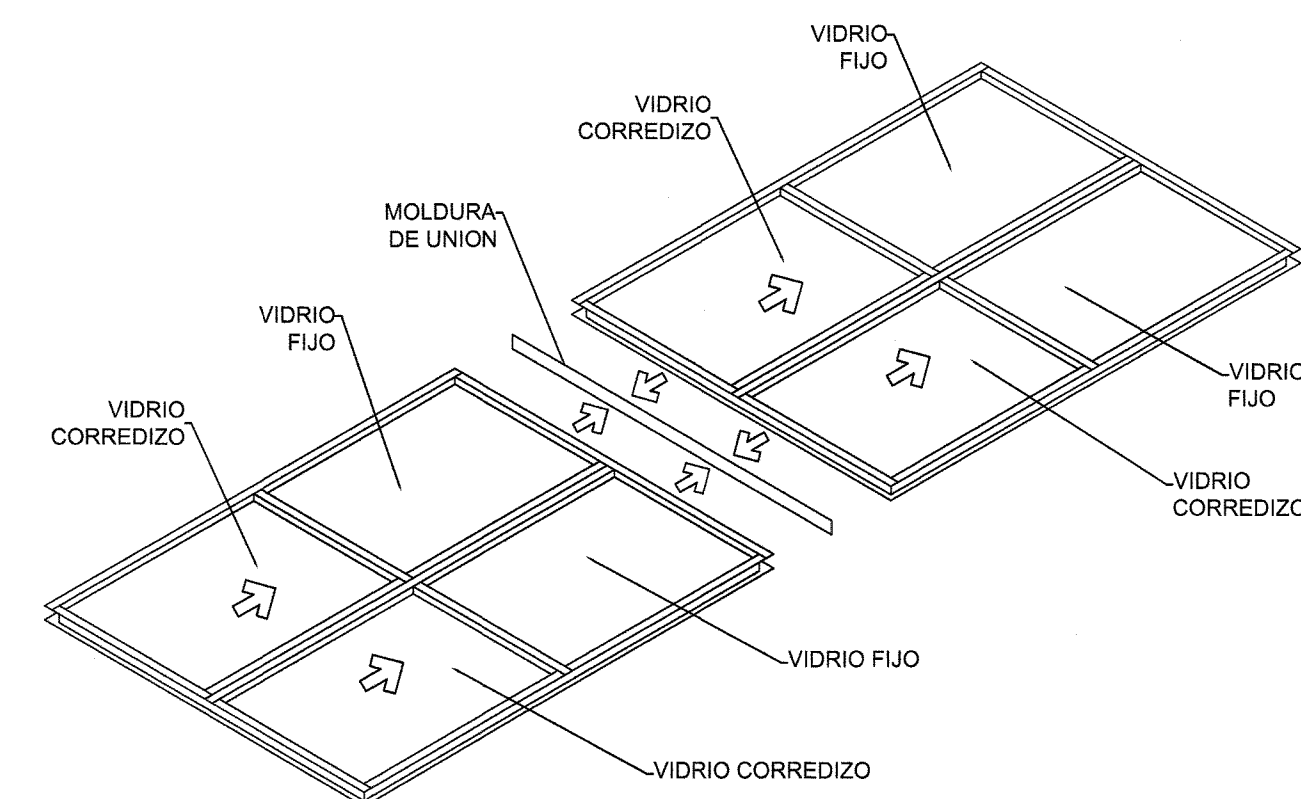 VIDRIO
FIJO
VIDRIO
CORREDIZO
MOLDURA
DE UNION
VIDRIO
FIJO
VIDRIO
CORREDIZO
VIDRIO
FIJO
VIDRIO
CORREDIZO
VIDRIO FIJO
VIDRIO CORREDIZO